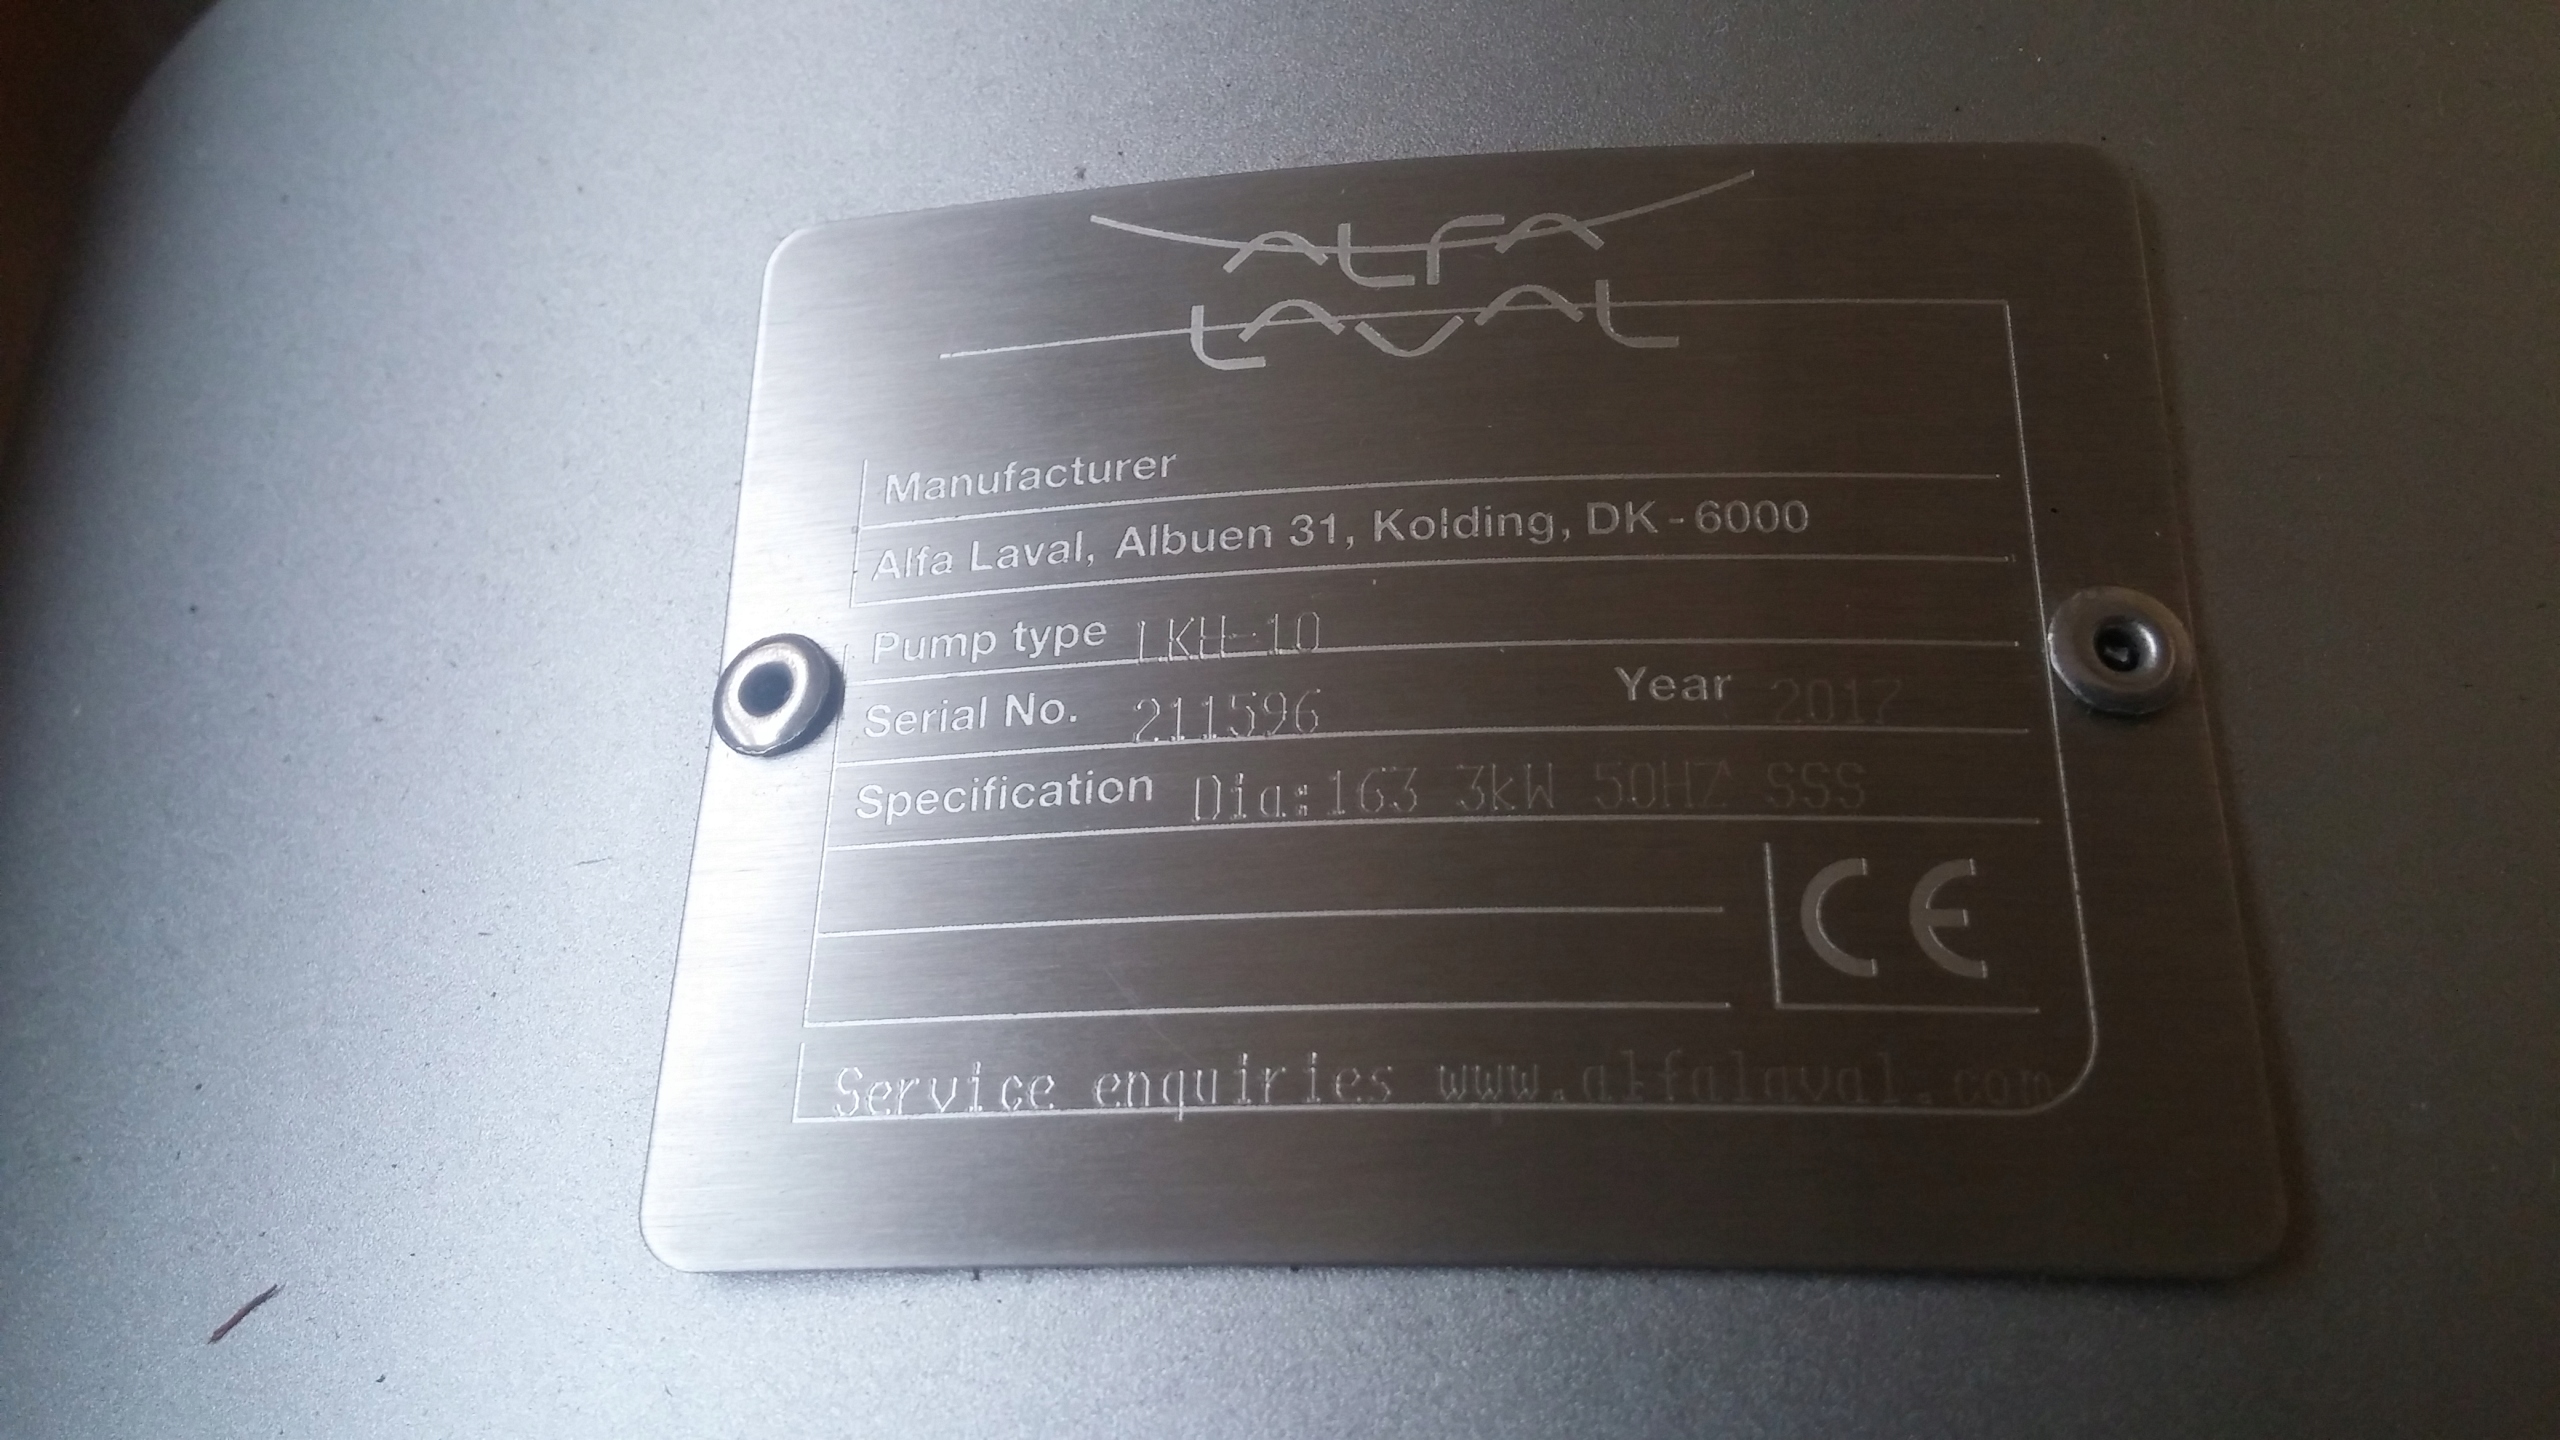 ALFA
LAVAL
Manufacturer
Alfa Laval, Albuen 31, Kolding, DK-6000
Pump type LKH-10
Serial No. 211596 Year 2017
Specification Dia:163 3kW 50HZ SSS
CE
Service enquiries www.alfalaval.com